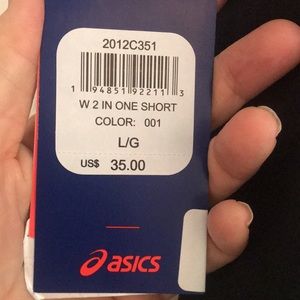 2012C351
1 94851 92211 3
W 2 IN ONE SHORT
COLOR: 001
L/G
US$ 35.00
asics